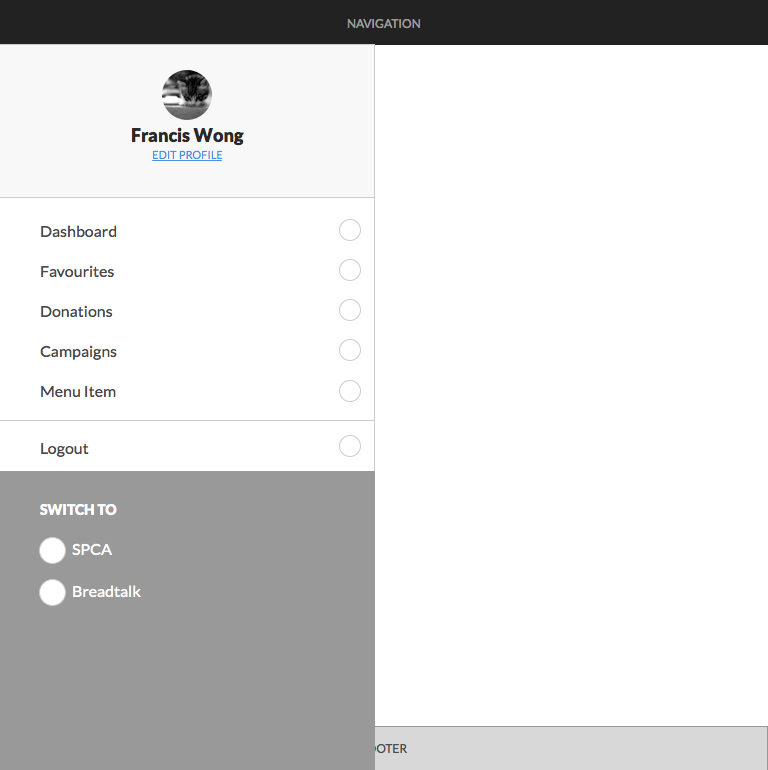 NAVIGATION
Francis Wong
EDIT PROFILE
Dashboard
Favourites
Donations
Campaigns
Menu Item
Logout
SWITCH TO
SPCA
Breadtalk
OOTER